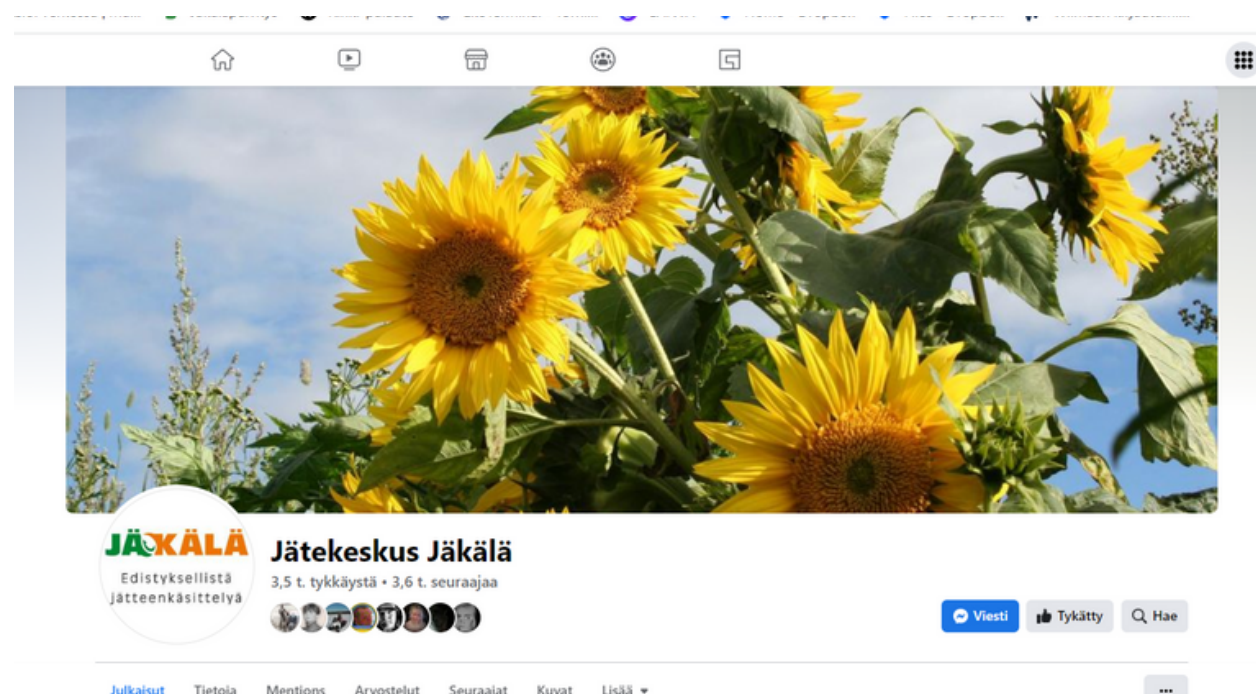 Jätekeskus Jäkälä
3,5 t. tykkäystä • 3,6 t. seuraajaa
JÄKÄLÄ
Edistyksellistä
jätteenkäsittelyä
Viesti
Tykätty
Hae
Julkaisut Tietoja Mentions Arvostelut Seuraajat Kuvat Lisää